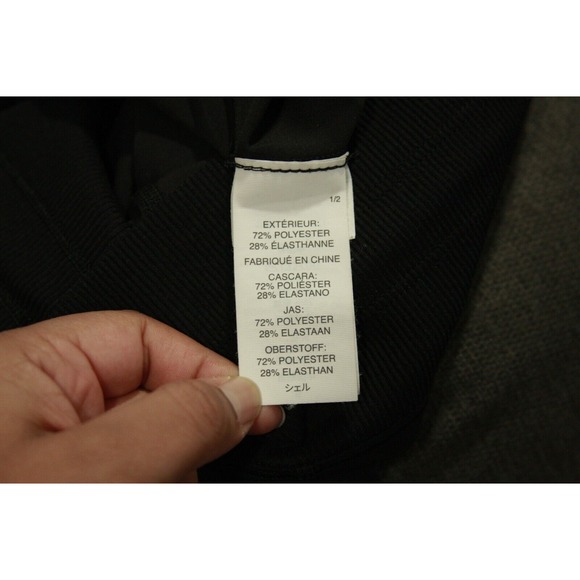 1/2
EXTÉRIEUR:
72% POLYESTER
28% ÉLASTHANNE
FABRIQUÉ EN CHINE
CASCARA:
72% POLIÉSTER
28% ELASTANO
JAS:
72% POLYESTER
28% ELASTAAN
OBERSTOFF:
72% POLYESTER
28% ELASTHAN
シェル